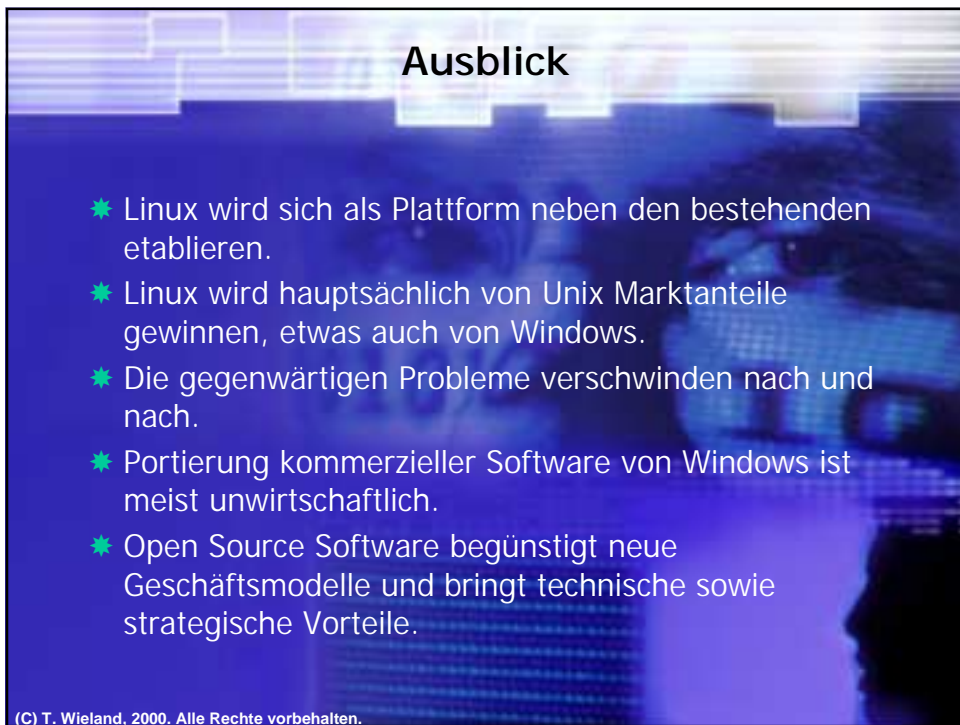 Ausblick
Linux wird sich als Plattform neben den bestehenden
etablieren.
Linux wird hauptsächlich von Unix Marktanteile
gewinnen, etwas auch von Windows.
Die gegenwärtigen Probleme verschwinden nach und
nach.
Portierung kommerzieller Software von Windows ist
meist unwirtschaftlich.
Open Source Software begünstigt neue
Geschäftsmodelle und bringt technische sowie
strategische Vorteile.
(C) T. Wieland, 2000. Alle Rechte vorbehalten.